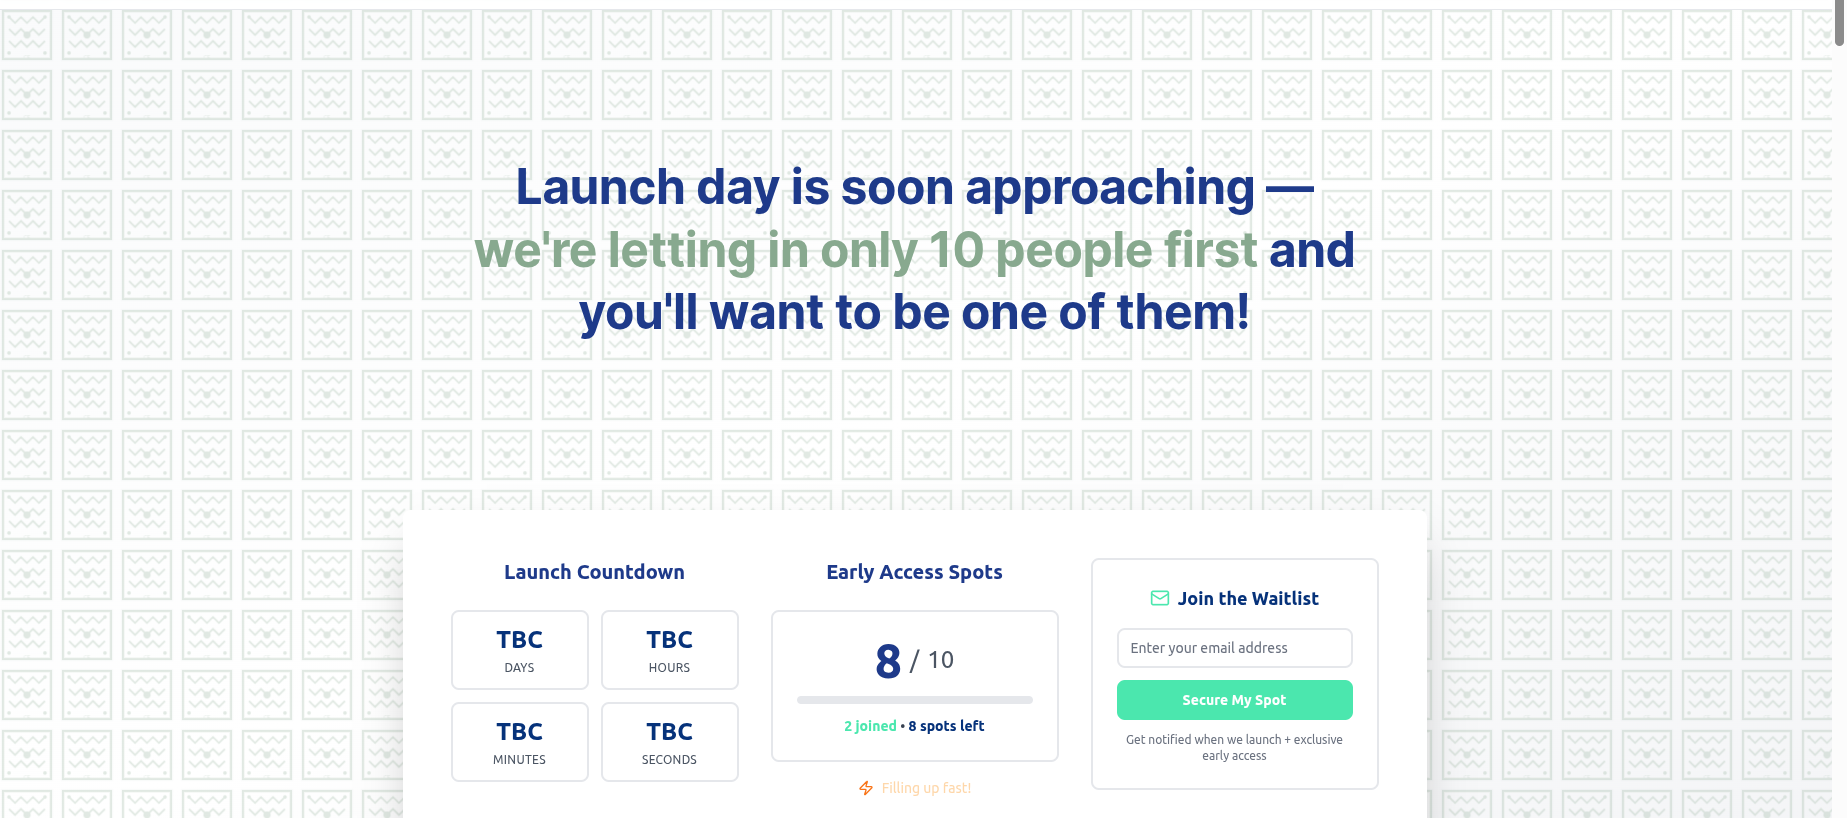 Launch day is soon approaching —
we're letting in only 10 people first and
you'll want to be one of them!
Launch Countdown
TBC
DAYS
TBC
HOURS
TBC
MINUTES
TBC
SECONDS
Early Access Spots
8 / 10
2 joined • 8 spots left
Filling up fast!
Join the Waitlist
Enter your email address
Secure My Spot
Get notified when we launch + exclusive
early access